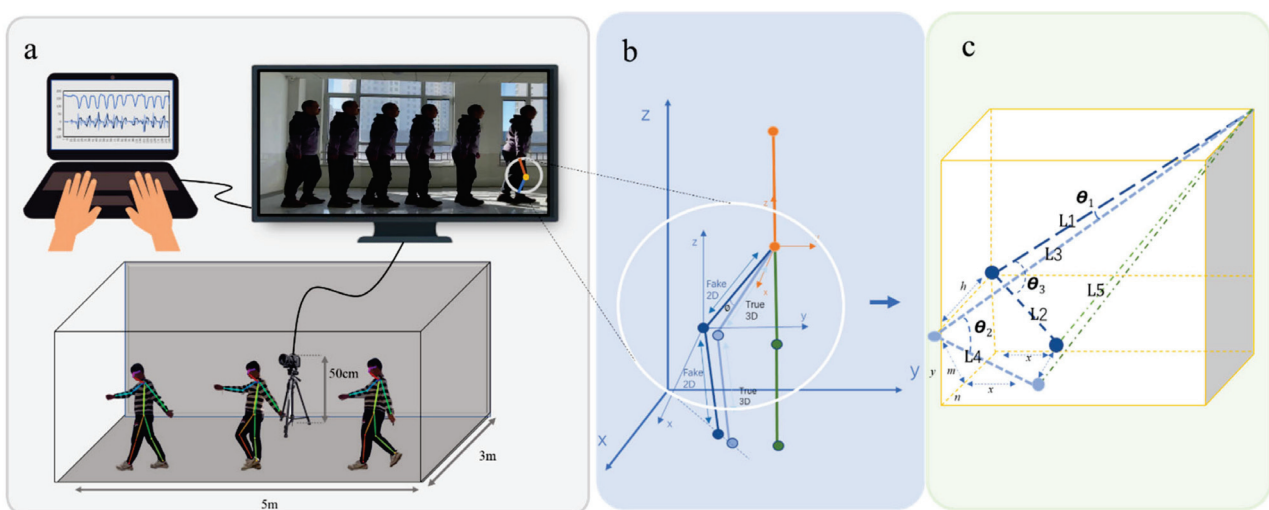 a
50cm
3m
5m
b
Z
z
z
Fake
2D
x
True
3D
y
Fake
2D
True
3D
y
x
X
c
θ1
L1
L3
h
θ3
L5
L2
θ2
L4
x
y
m
x
n